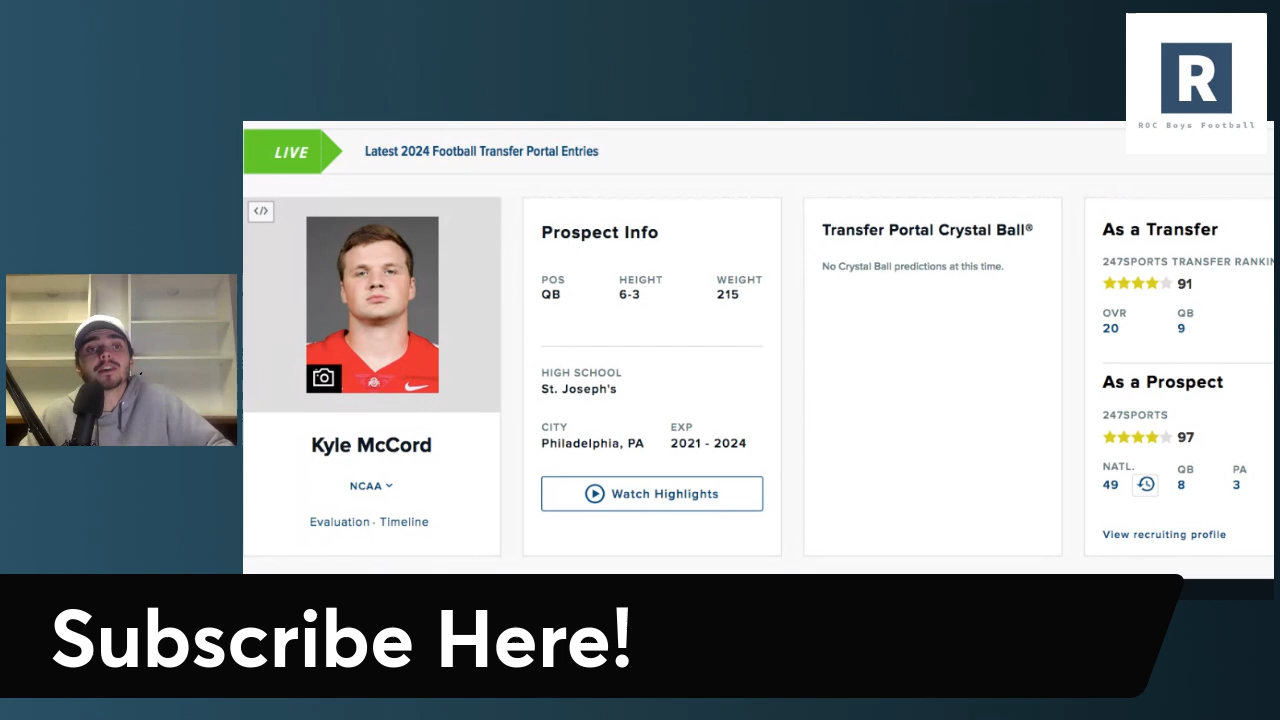 R
ROC Boys Football
LIVE
Latest 2024 Football Transfer Portal Entries
</>
Kyle McCord
NCAA
Evaluation · Timeline
Prospect Info
POS HEIGHT WEIGHT
QB 6-3 215
HIGH SCHOOL
St. Joseph's
CITY EXP
Philadelphia, PA 2021 - 2024
Watch Highlights
Transfer Portal Crystal Ball®
No Crystal Ball predictions at this time.
As a Transfer
247SPORTS TRANSFER RANKIN
91
OVR QB
20 9
As a Prospect
247SPORTS
97
NATL. QB PA
49 8 3
View recruiting profile
Subscribe Here!